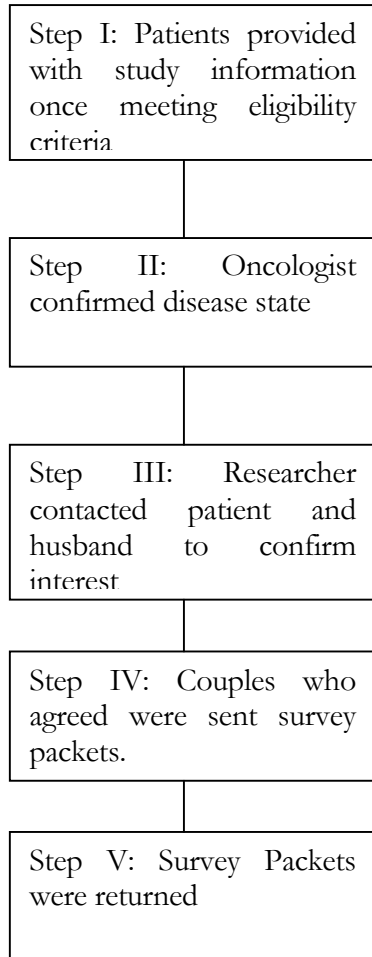 Step I: Patients provided
with study information
once meeting eligibility
criteria
Step II: Oncologist
confirmed disease state
Step III: Researcher
contacted patient and
husband to confirm
interest
Step IV: Couples who
agreed were sent survey
packets.
Step V: Survey Packets
were returned